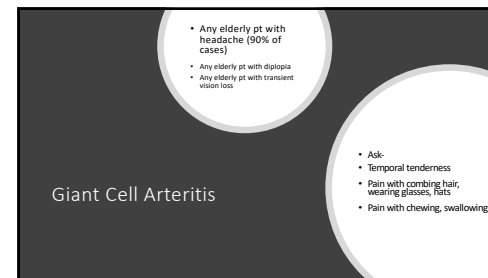 • Any elderly pt with
headache (90% of
cases)
• Any elderly pt with diplopia
• Any elderly pt with transient
vision loss
Giant Cell Arteritis
• Ask-
• Temporal tenderness
• Pain with combing hair,
wearing glasses, hats
• Pain with chewing, swallowing